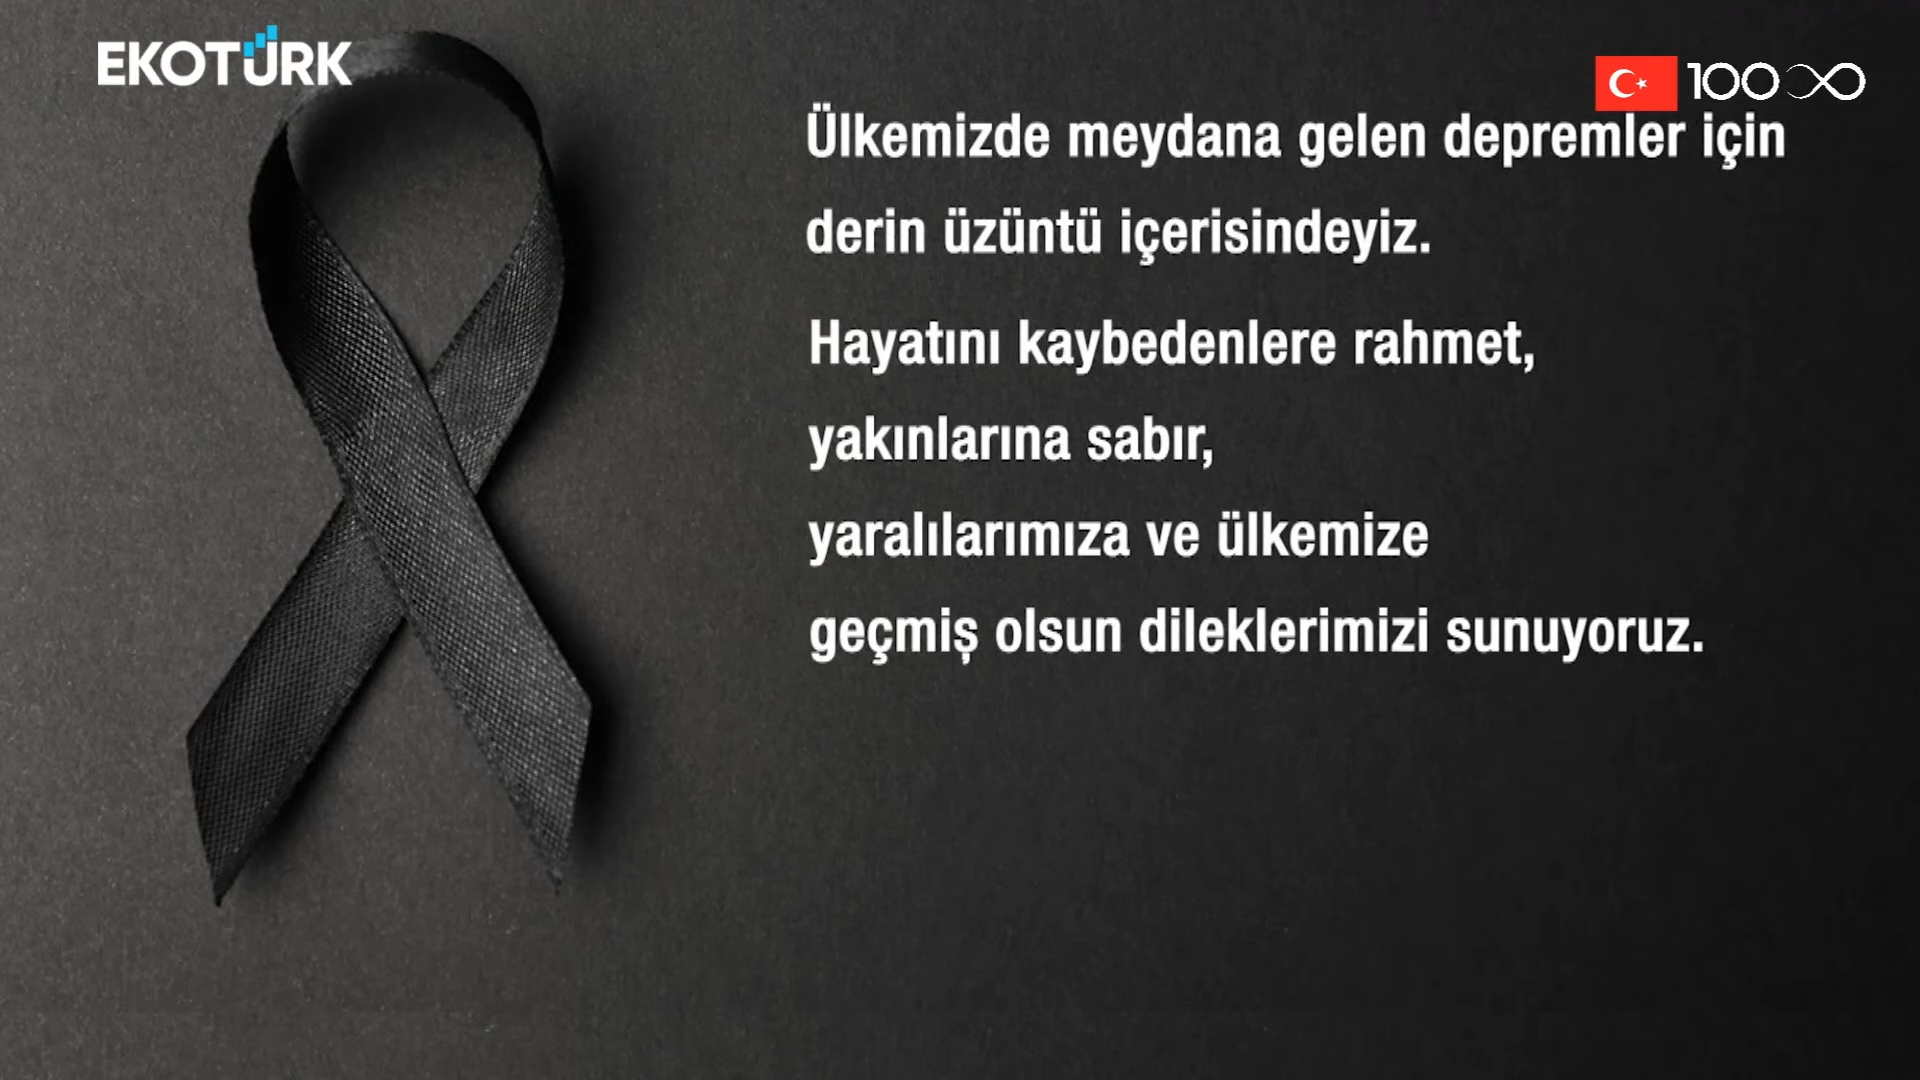 EKOTÜRK
100
Ülkemizde meydana gelen depremler için
derin üzüntü içerisindeyiz.
Hayatını kaybedenlere rahmet,
yakınlarına sabır,
yaralılarımıza ve ülkemize
geçmiş olsun dileklerimizi sunuyoruz.